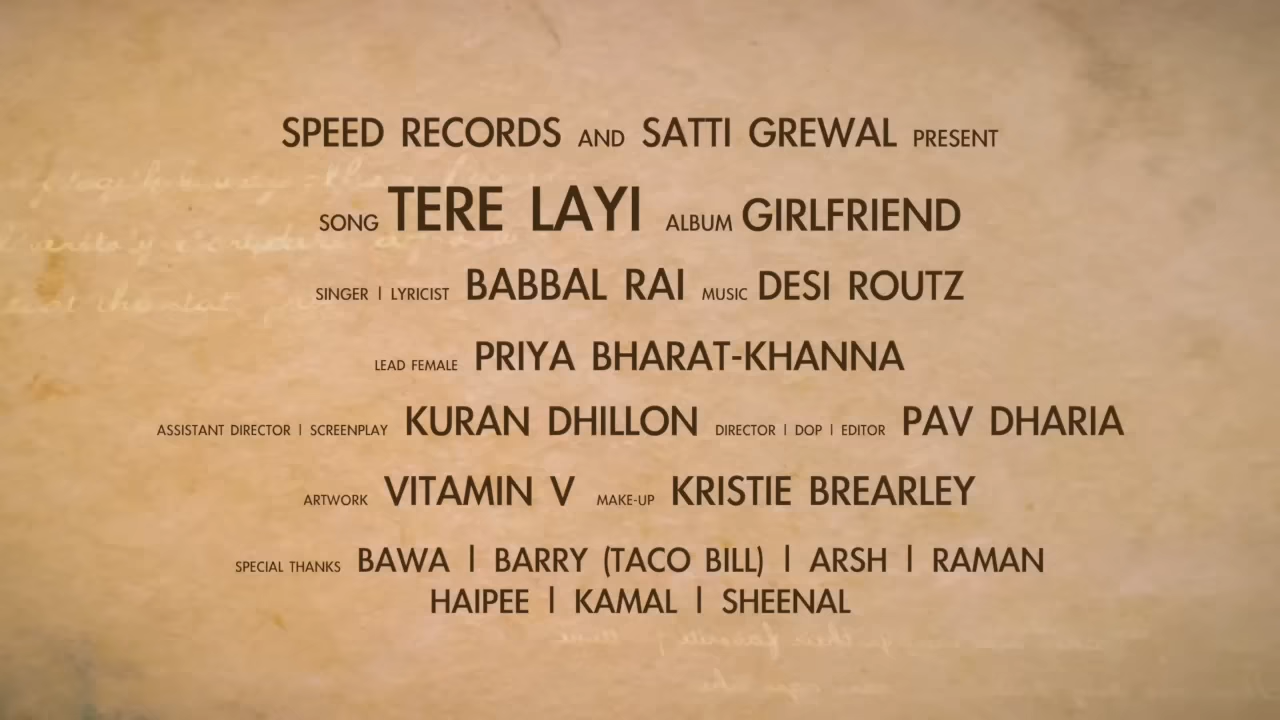 SPEED RECORDS AND SATTI GREWAL PRESENT
SONG TERE LAYI ALBUM GIRLFRIEND
SINGER | LYRICIST BABBAL RAI MUSIC DESI ROUTZ
LEAD FEMALE PRIYA BHARAT-KHANNA
ASSISTANT DIRECTOR | SCREENPLAY KURAN DHILLON DIRECTOR | DOP | EDITOR PAV DHARIA
ARTWORK VITAMIN V MAKE-UP KRISTIE BREARLEY
SPECIAL THANKS BAWA | BARRY (TACO BILL) | ARSH | RAMAN
HAIPEE | KAMAL | SHEENAL